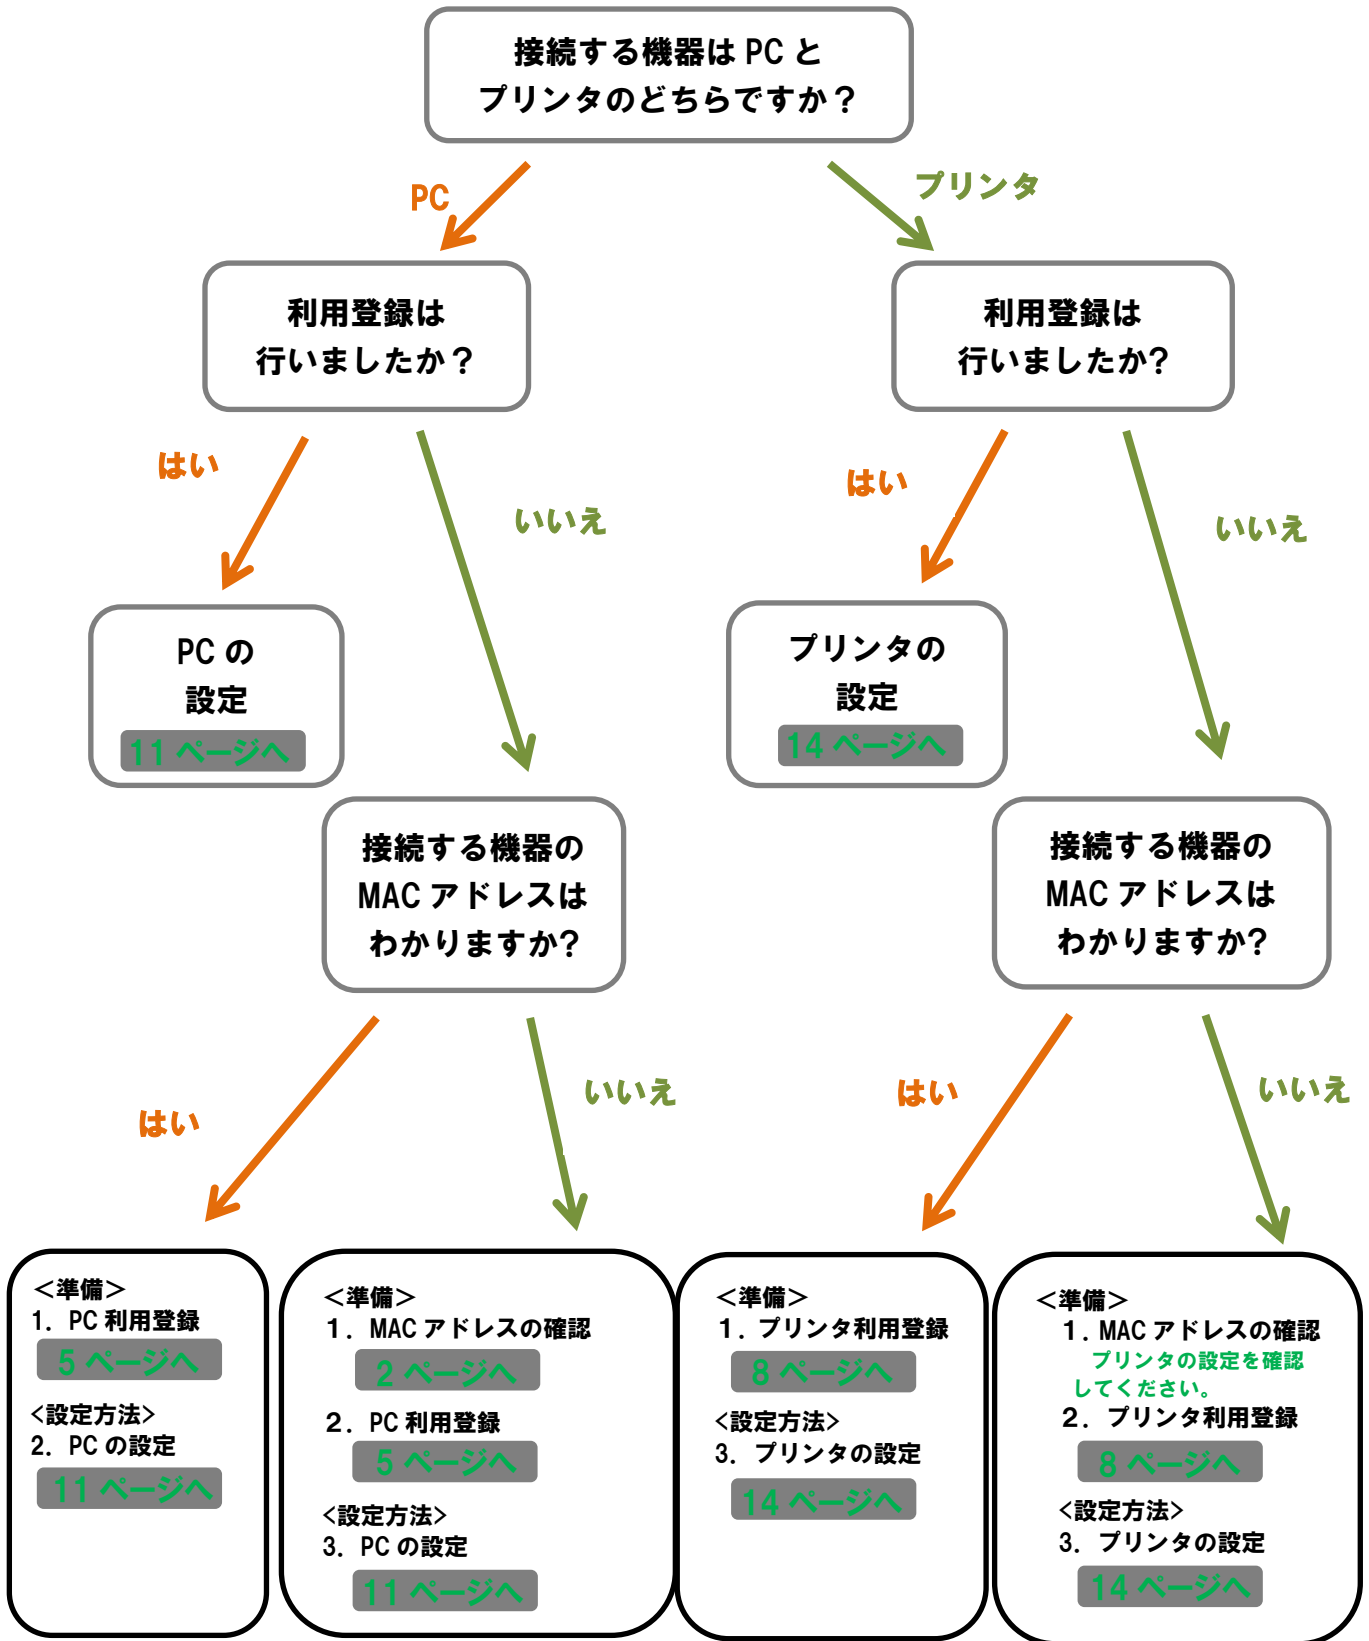 接続する機器は PC と
プリンタのどちらですか？
PC
プリンタ
利用登録は
行いましたか？
利用登録は
行いましたか?
はい
いいえ
はい
いいえ
PC の
設定
11 ページへ
プリンタの
設定
14 ページへ
接続する機器の
MAC アドレスは
わかりますか?
接続する機器の
MAC アドレスは
わかりますか?
はい
いいえ
はい
いいえ
＜準備＞
1．PC 利用登録
5 ページへ
<設定方法>
2．PC の設定
11 ページへ
＜準備＞
１．MAC アドレスの確認
2 ページへ
２．PC 利用登録
5 ページへ
<設定方法>
3．PC の設定
11 ページへ
＜準備＞
１．プリンタ利用登録
8 ページへ
<設定方法>
3．プリンタの設定
14 ページへ
＜準備＞
１. MAC アドレスの確認
プリンタの設定を確認
してください。
２．プリンタ利用登録
8 ページへ
<設定方法>
3．プリンタの設定
14 ページへ